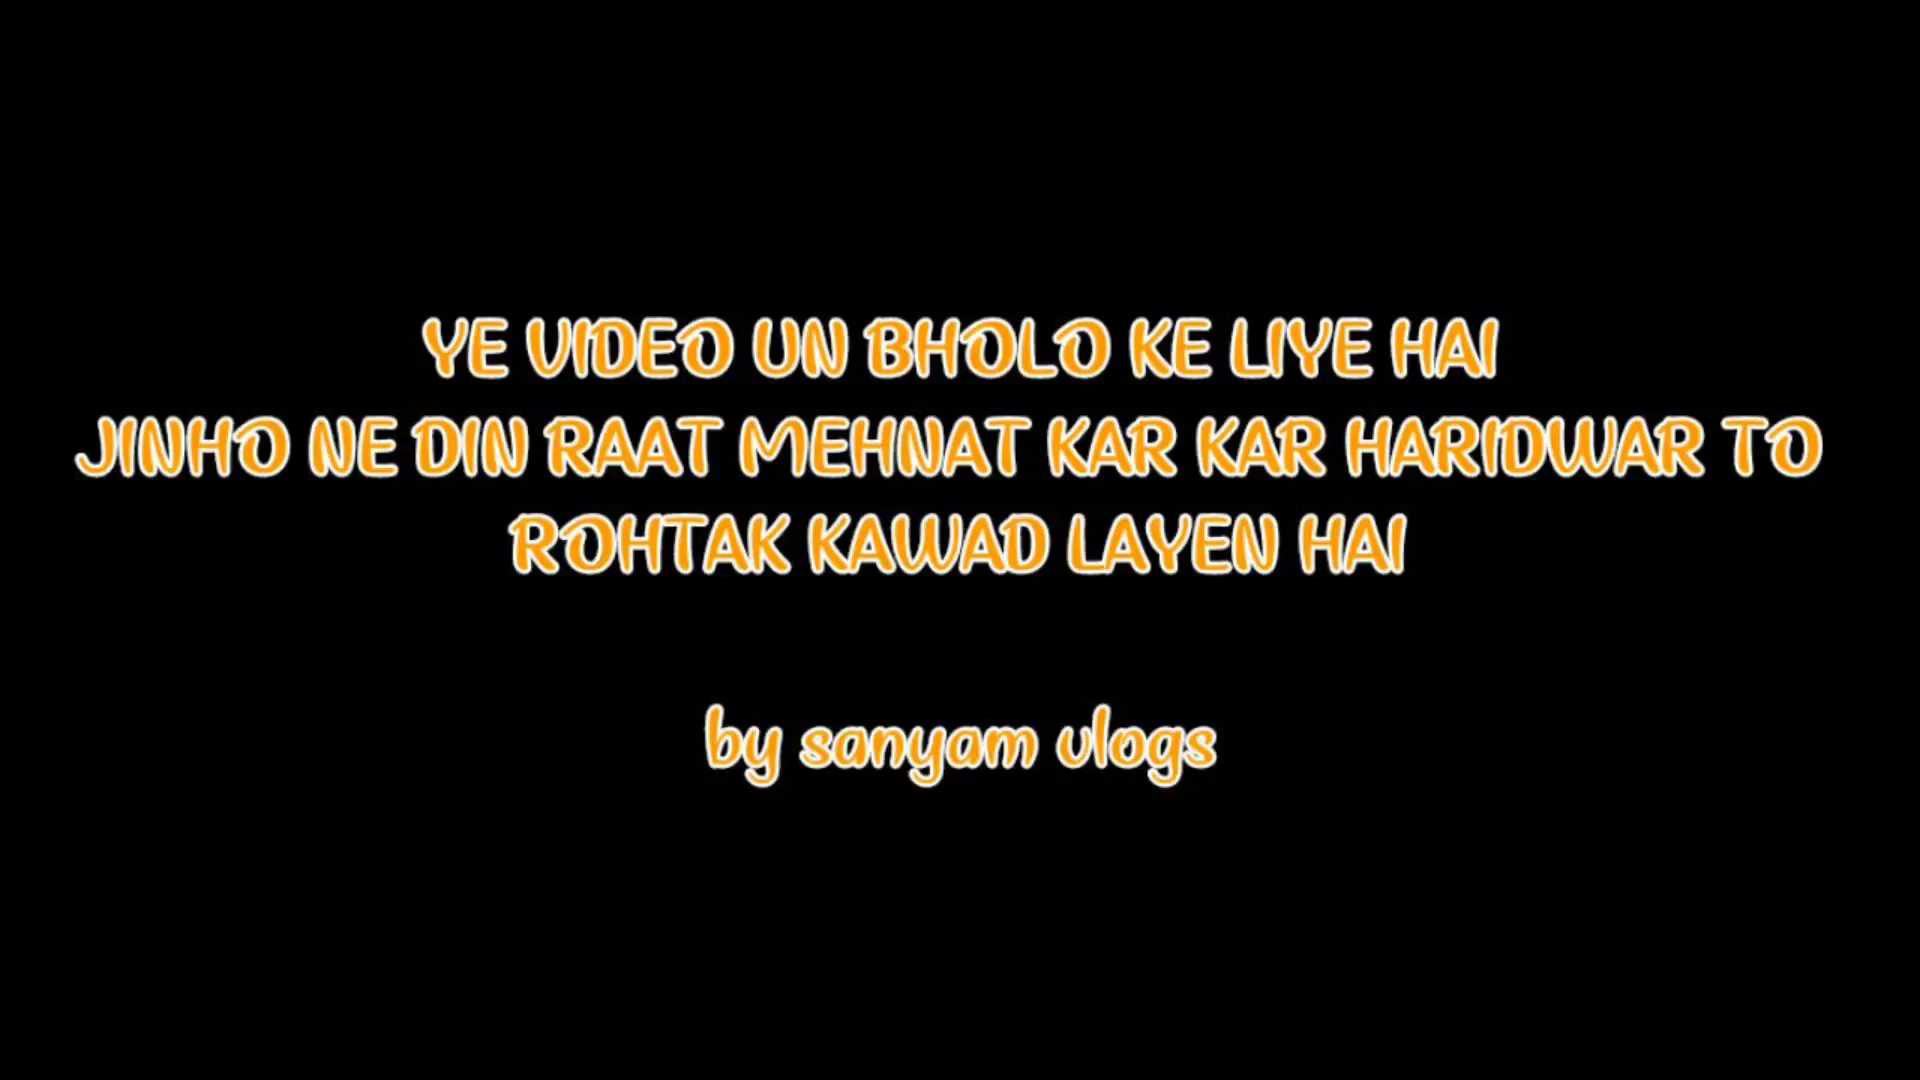 YE VIDEO UN BHOLO KE LIYE HAI
JINHO NE DIN RAAT MEHNAT KAR KAR HARIDWAR TO
ROHTAK KAWAD LAYEN HAI
by sanyam vlogs